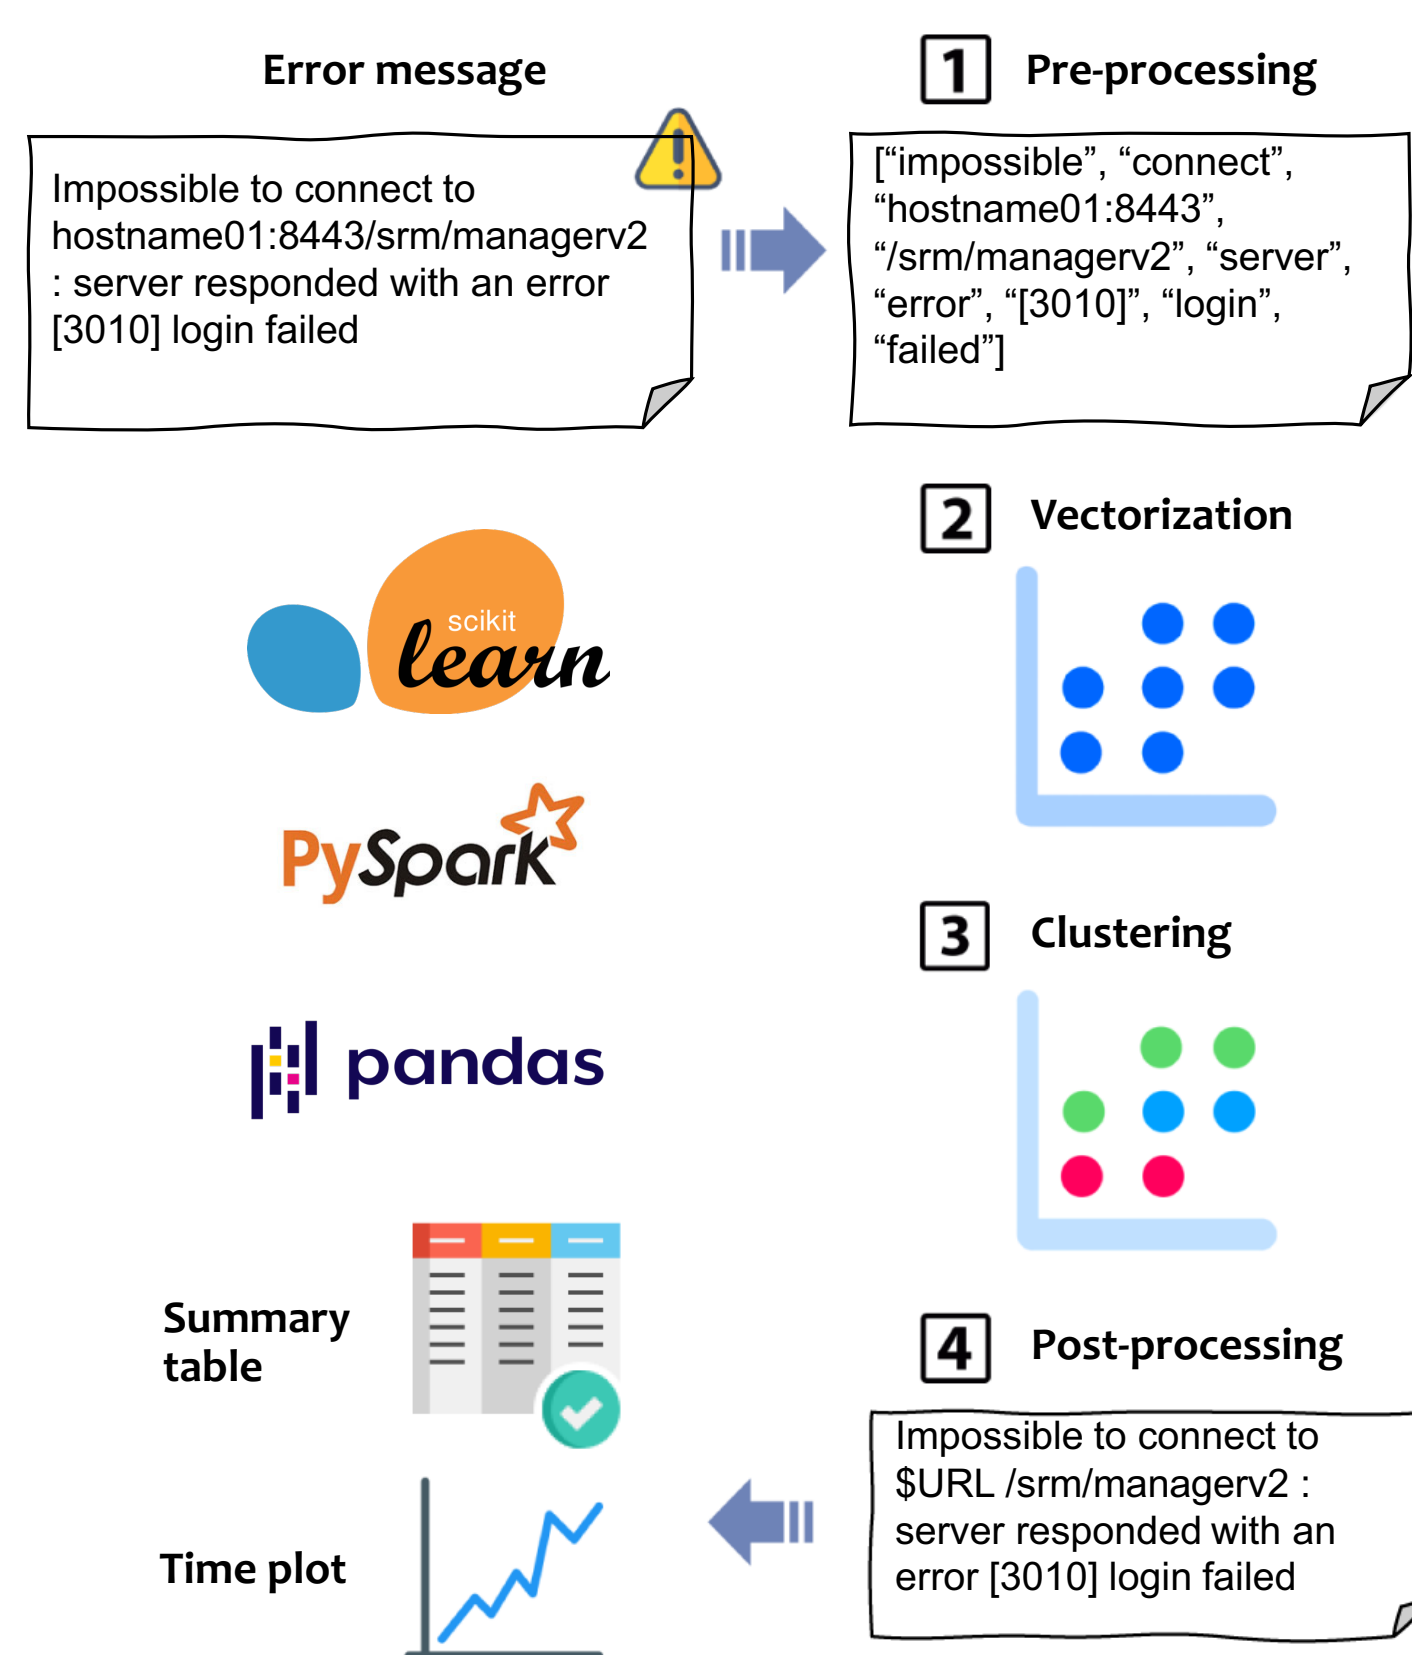 Error message
Impossible to connect to
hostname01:8443/srm/managerv2
: server responded with an error
[3010] login failed
1 Pre-processing
[“impossible”, “connect”,
“hostname01:8443”,
“/srm/managerv2”, “server”,
“error”, “[3010]”, “login”,
“failed”]
scikit
learn
PySpark
pandas
2 Vectorization
3 Clustering
4 Post-processing
Impossible to connect to
$URL /srm/managerv2 :
server responded with an
error [3010] login failed
Summary
table
Time plot